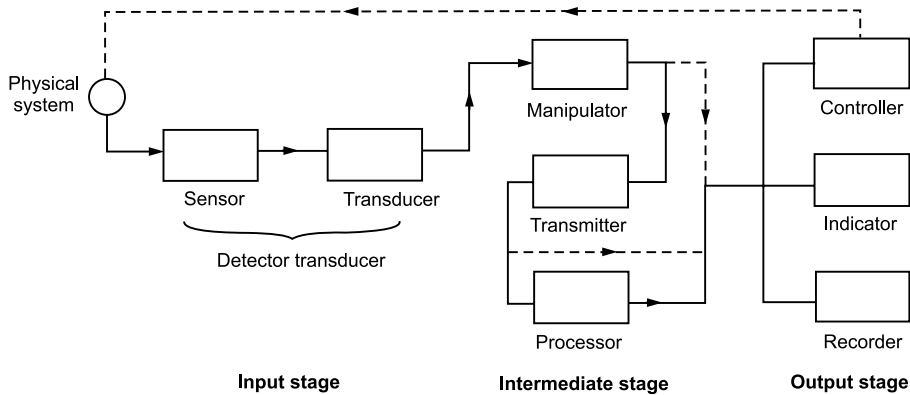 Physical
system
Sensor
Transducer
Detector transducer
Manipulator
Transmitter
Processor
Controller
Indicator
Recorder
Input stage
Intermediate stage
Output stage